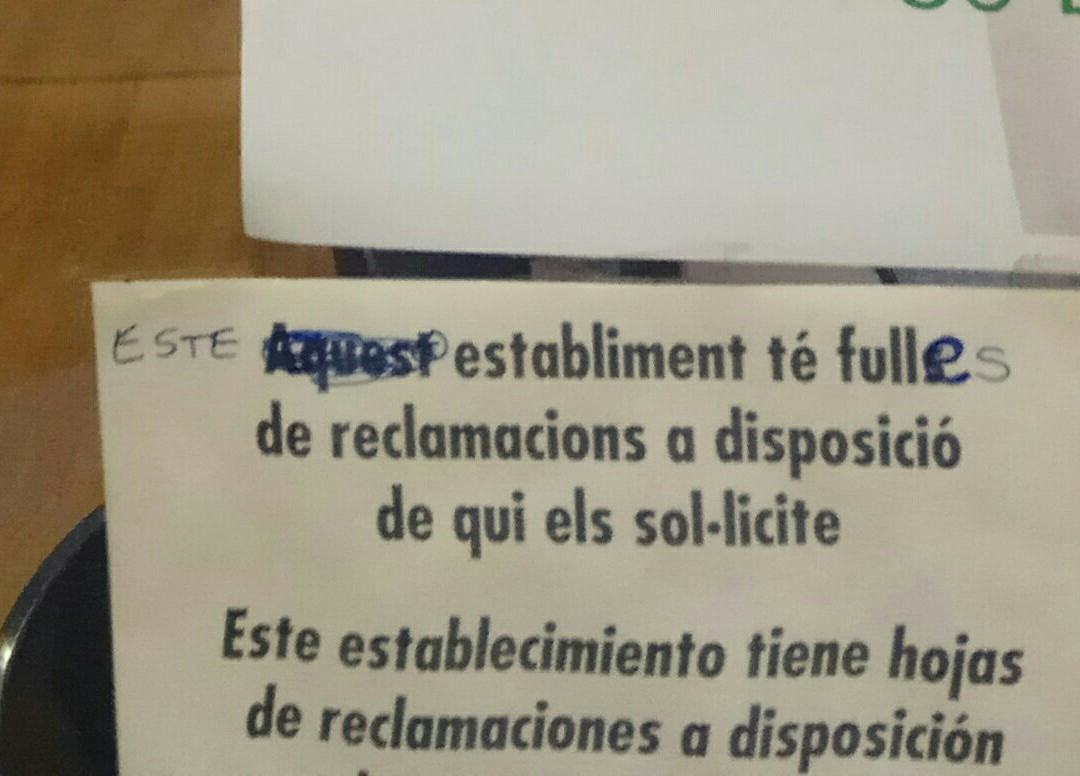 ESTE Aquest establiment té fulles
de reclamacions a disposició
de qui els sol·licite
Este establecimiento tiene hojas
de reclamaciones a disposición